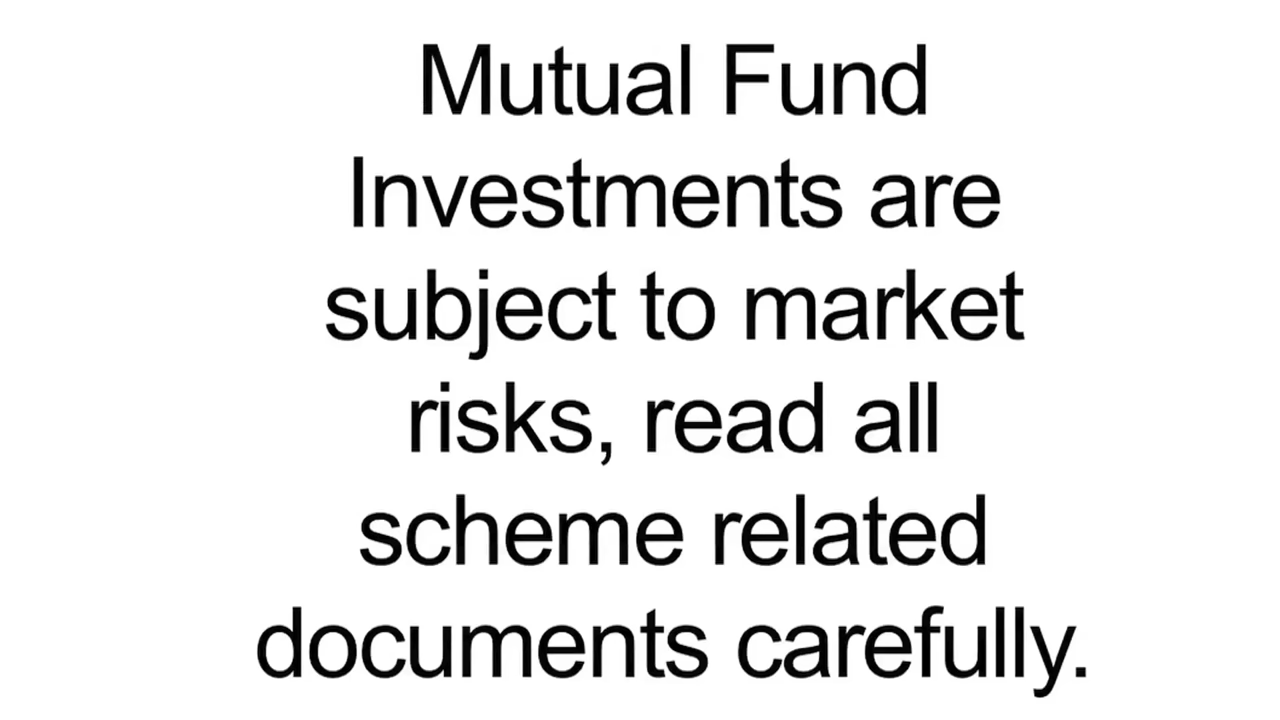 Mutual Fund
Investments are
subject to market
risks, read all
scheme related
documents carefully.